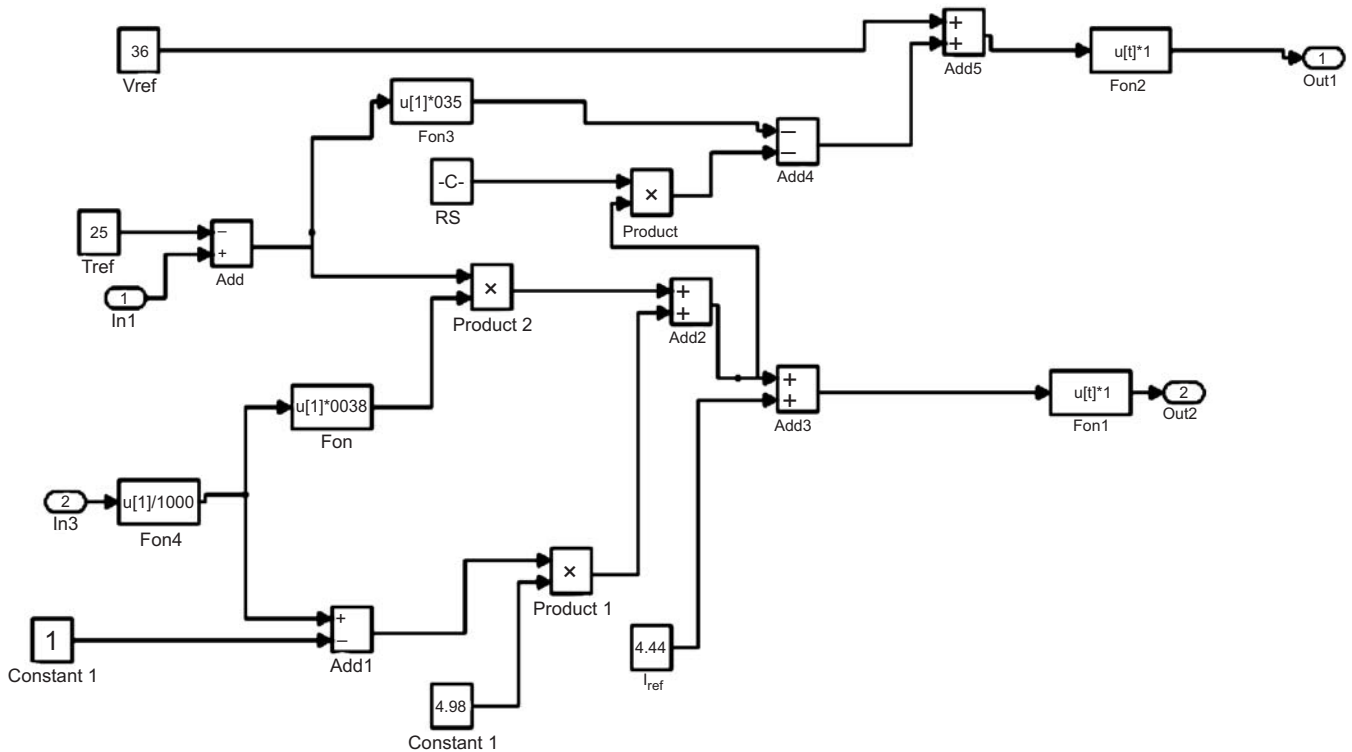 36
Vref
+
+
Add5
u[t]*1
Fon2
1
Out1
u[1]*035
Fon3
−
−
Add4
-C-
RS
×
Product
25
Tref
−
+
Add
1
In1
×
Product 2
+
+
Add2
u[1]*0038
Fon
+
+
Add3
u[t]*1
Fon1
2
Out2
2
In3
u[1]/1000
Fon4
×
Product 1
1
Constant 1
+
−
Add1
4.44
Iref
4.98
Constant 1